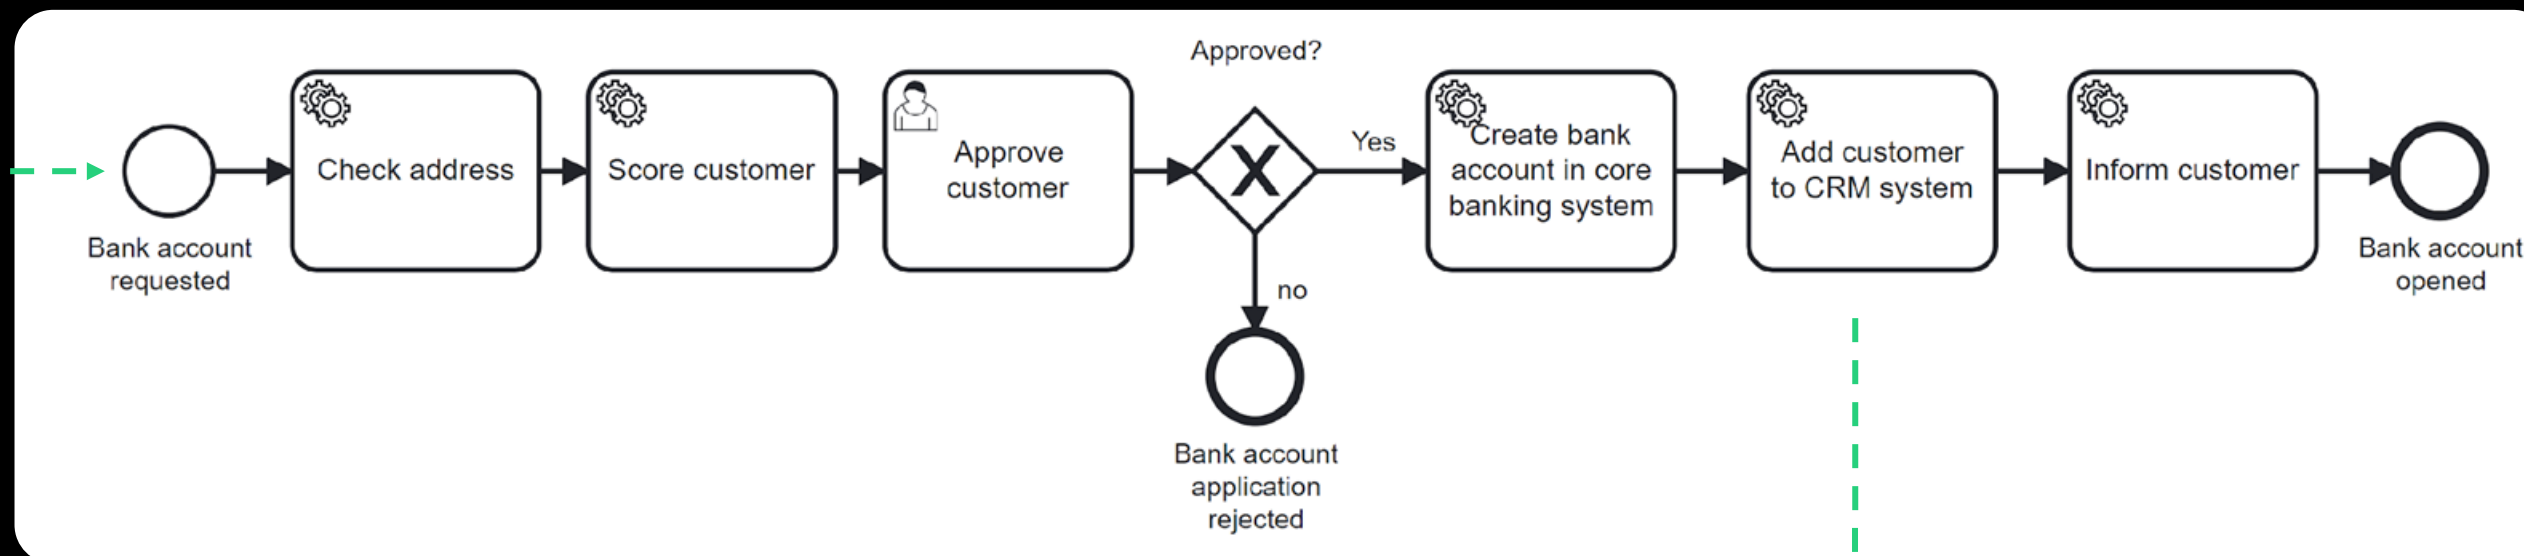 Approved?
Bank account
requested
Check address
Score customer
Approve
customer
Yes
no
Bank account
application
rejected
Create bank
account in core
banking system
Add customer
to CRM system
Inform customer
Bank account
opened